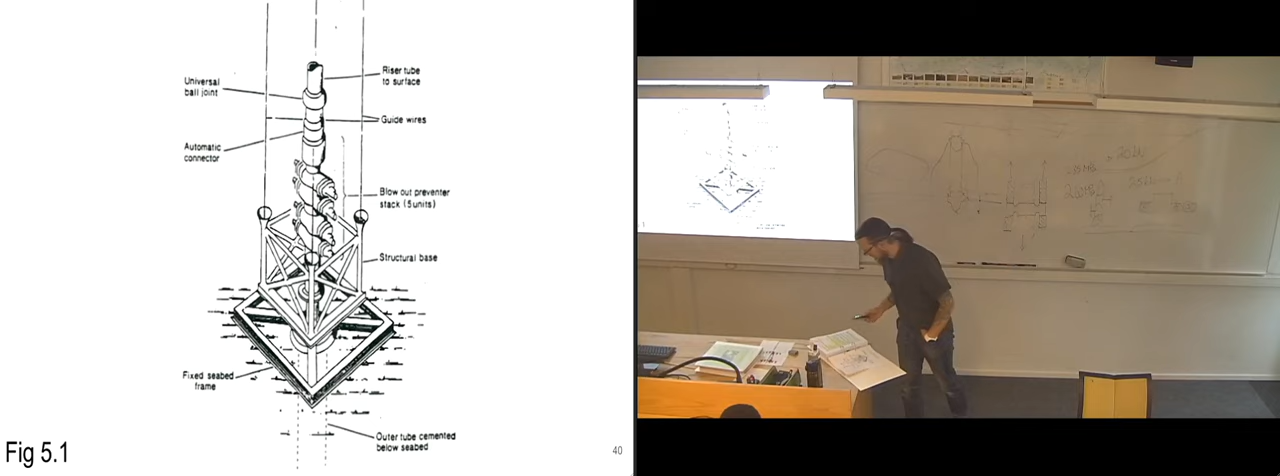 Universal
ball joint
Riser tube
to surface
Guide wires
Automatic
connector
Blow out preventer
stack (5 units)
Structural base
Fixed seabed
frame
Outer tube cemented
below seabed
Fig 5.1
40